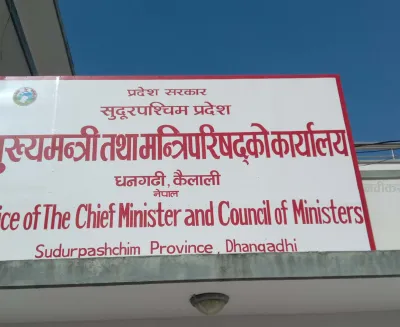 प्रदेश सरकार
सुदूरपश्चिम प्रदेश
मुख्यमन्त्री तथा मन्त्रिपरिषद्को कार्यालय
धनगढी, कैलाली
नेपाल
ice of The Chief Minister and Council of Ministers
Sudurpashchim Province, Dhangadhi